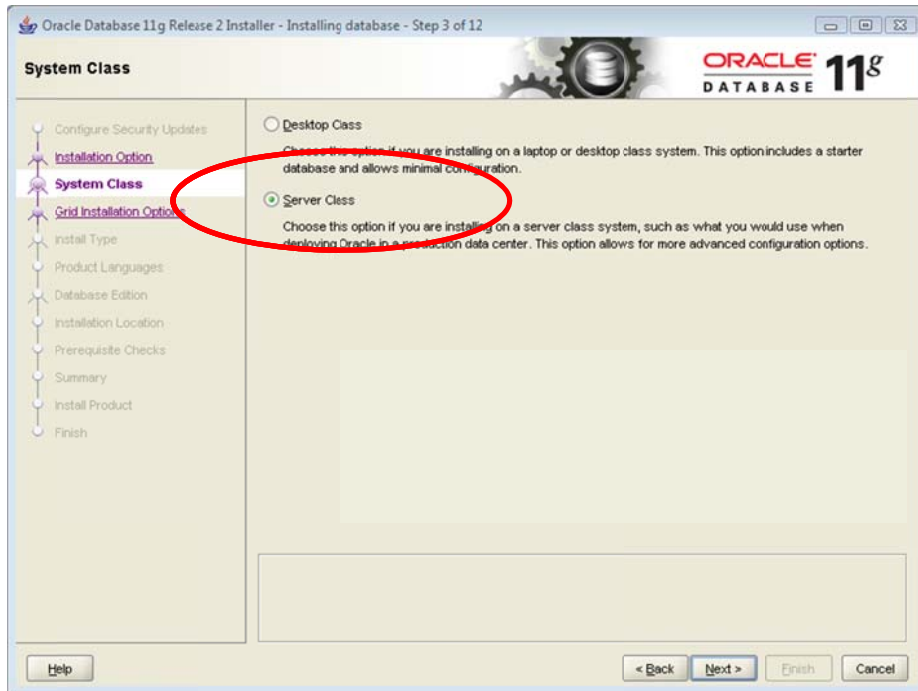 Oracle Database 11g Release 2 Installer - Installing database - Step 3 of 12
System Class
ORACLE
DATABASE 11g
Configure Security Updates
Installation Option
System Class
Grid Installation Options
Install Type
Product Languages
Database Edition
Installation Location
Prerequisite Checks
Summary
Install Product
Finish
Desktop Class
Choose this option if you are installing on a laptop or desktop class system. This option includes a starter
database and allows minimal configuration.
Server Class
Choose this option if you are installing on a server class system, such as what you would use when
deploying Oracle in a production data center. This option allows for more advanced configuration options.
Help
< Back
Next >
Finish
Cancel